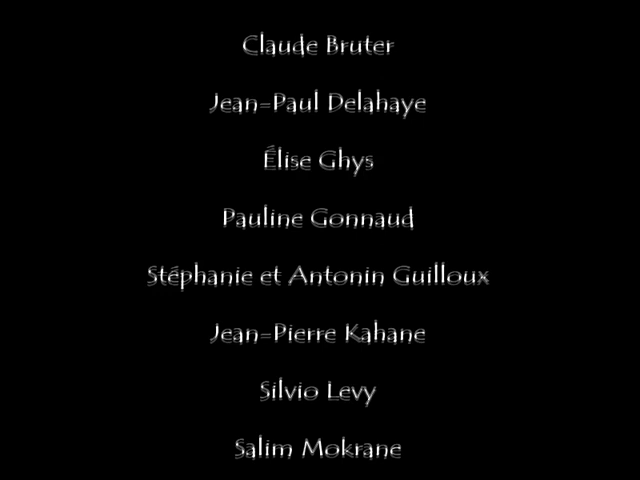 Claude Bruter
Jean-Paul Delahaye
Élise Ghys
Pauline Gonnaud
Stéphanie et Antonin Guilloux
Jean-Pierre Kahane
Silvio Levy
Salim Mokrane